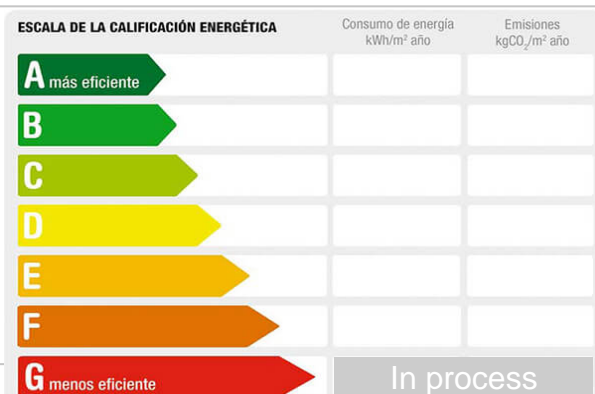 ESCALA DE LA CALIFICACIÓN ENERGÉTICA
Consumo de energía
kWh/m² año
Emisiones
kgCO₂/m² año
A más eficiente
B
C
D
E
F
G menos eficiente
In process